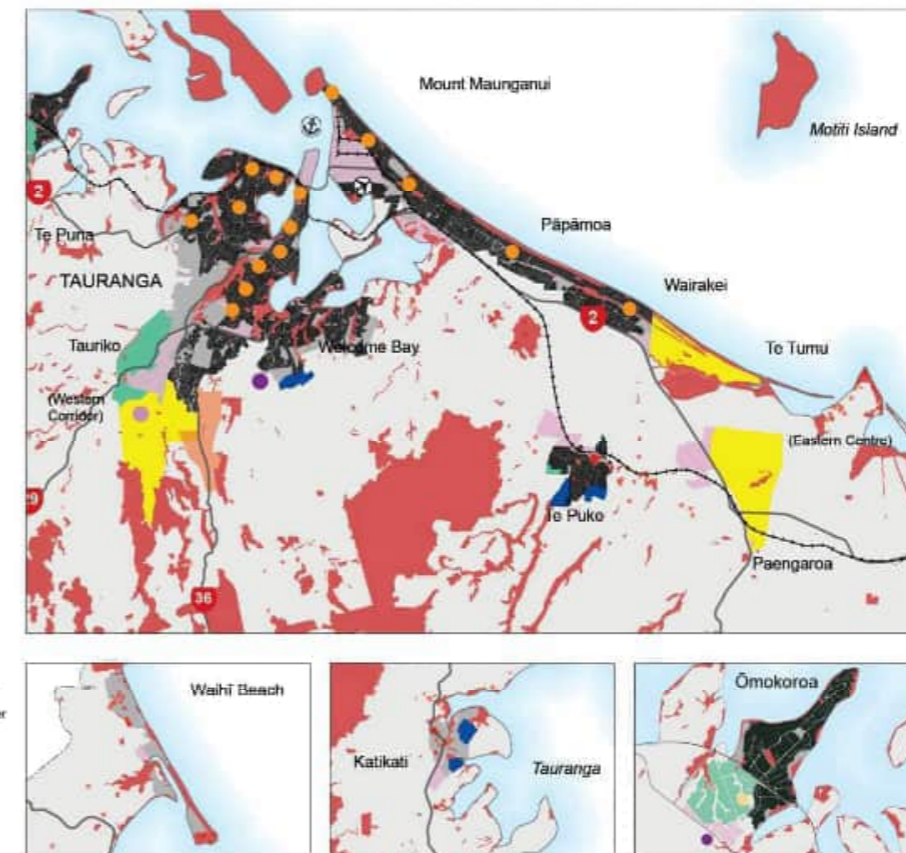 Mount Maunganui
Motiti Island
2
Te Puna
Pāpāmoa
TAURANGA
Wairakei
2
Tauriko
Welcome Bay
Te Tumu
(Western
Corridor)
(Eastern Centre)
29
Te Puke
Paengaroa
36
Waihī Beach
Ōmokoroa
er
Katikati
Tauranga